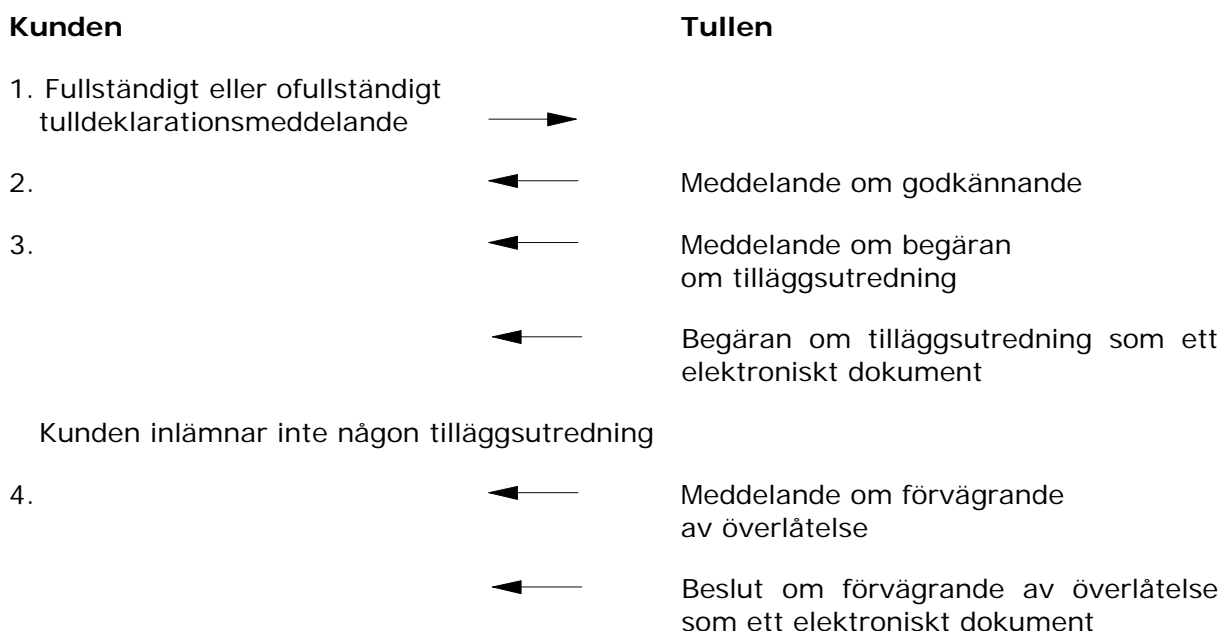 Kunden Tullen
1. Fullständigt eller ofullständigt
tulldeklarationsmeddelande
2. Meddelande om godkännande
3. Meddelande om begäran
om tilläggsutredning
Begäran om tilläggsutredning som ett
elektroniskt dokument
Kunden inlämnar inte någon tilläggsutredning
4. Meddelande om förvägrande
av överlåtelse
Beslut om förvägrande av överlåtelse
som ett elektroniskt dokument